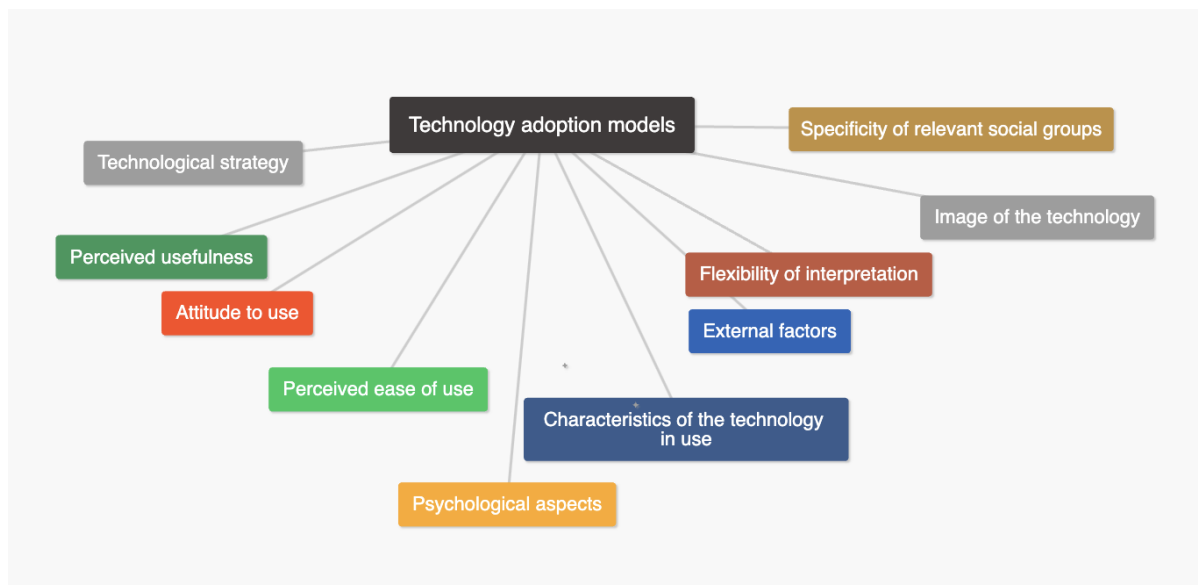 Technology adoption models
Specificity of relevant social groups
Technological strategy
Image of the technology
Perceived usefulness
Flexibility of interpretation
Attitude to use
External factors
Perceived ease of use
Characteristics of the technology
in use
Psychological aspects